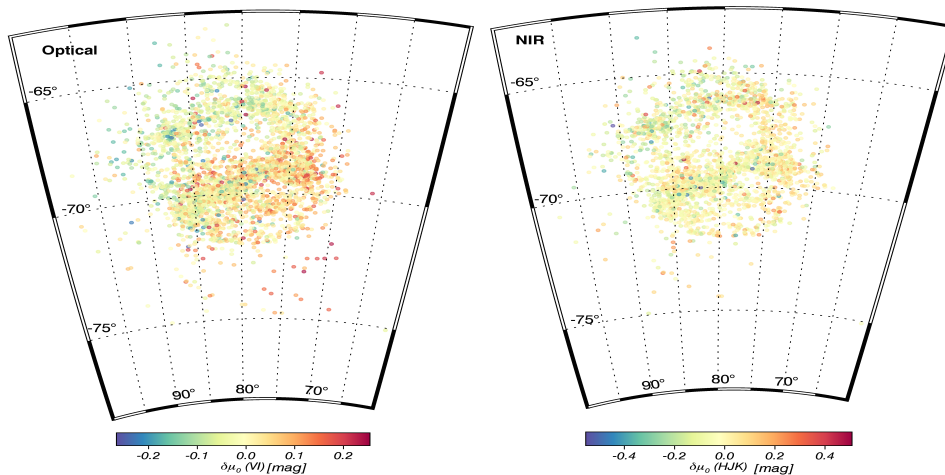 Optical
-65°
-70°
-75°
90°
80°
70°
-0.2 -0.1 0.0 0.1 0.2
δμ₀ (VI) [mag]
NIR
-65°
-70°
-75°
90°
80°
70°
-0.4 -0.2 0.0 0.2 0.4
δμ₀ (HJK) [mag]